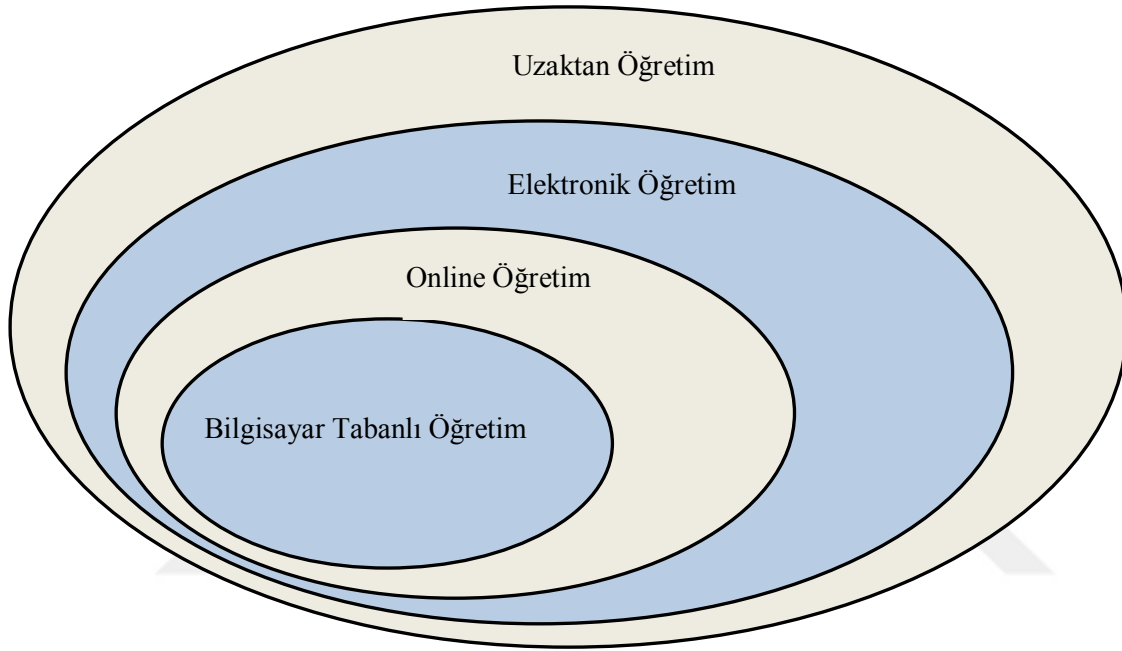 Uzaktan Öğretim
Elektronik Öğretim
Online Öğretim
Bilgisayar Tabanlı Öğretim